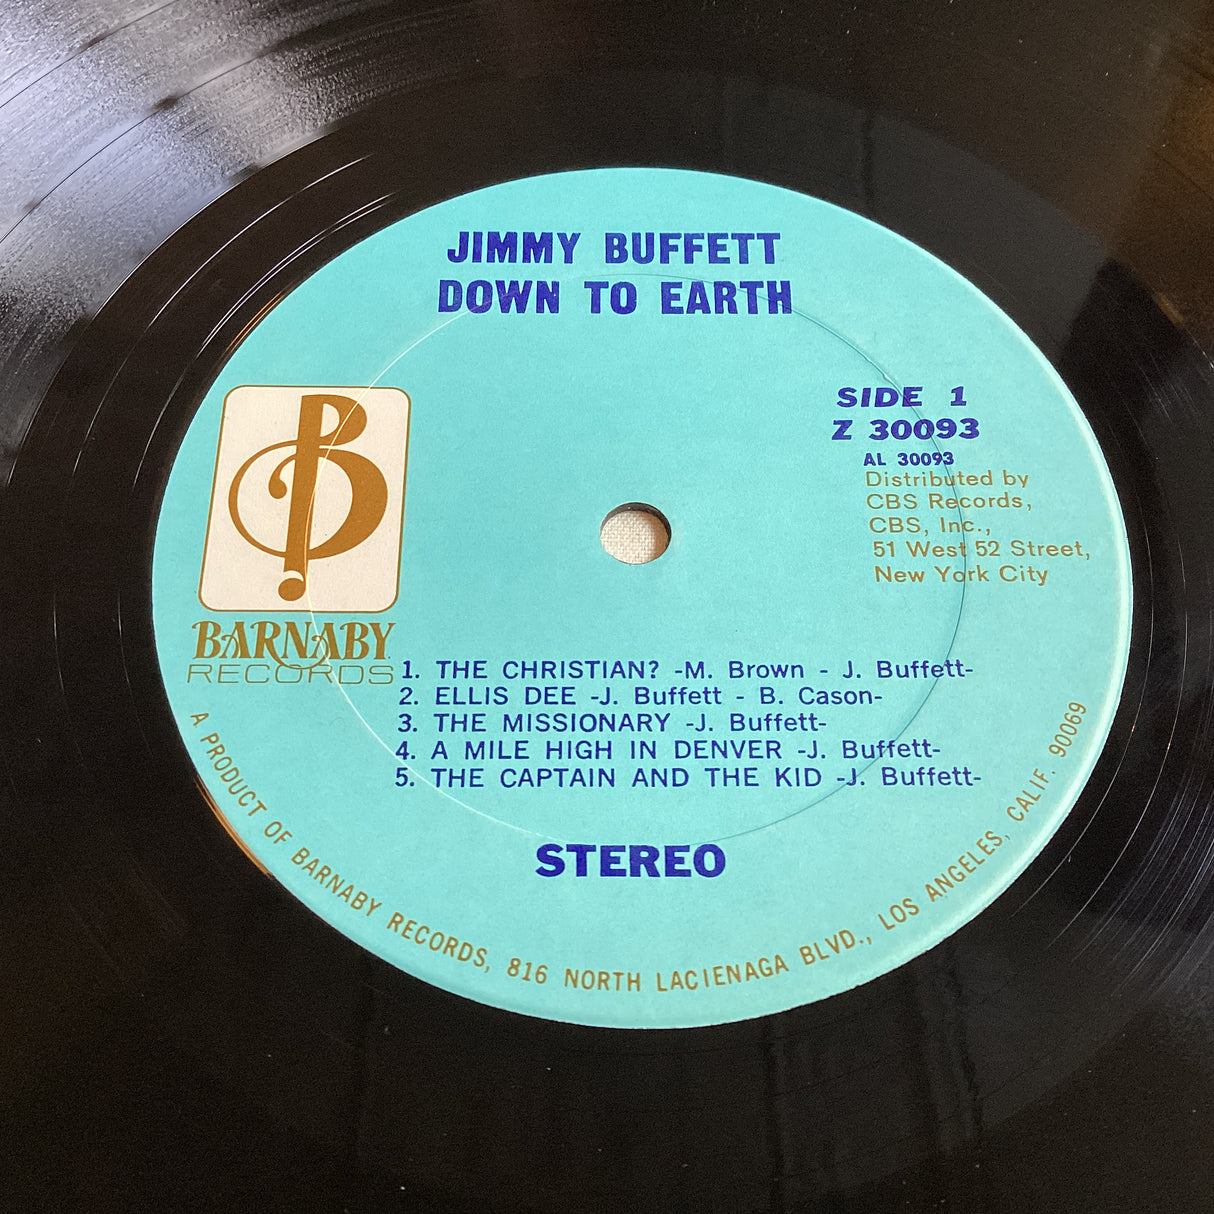 JIMMY BUFFETT
DOWN TO EARTH
SIDE 1
Z 30093
AL 30093
Distributed by
CBS Records,
CBS, Inc.,
51 West 52 Street,
New York City
B
BARNABY
RECORDS
1. THE CHRISTIAN? -M. Brown - J. Buffett-
2. ELLIS DEE -J. Buffett - B. Cason-
3. THE MISSIONARY -J. Buffett-
4. A MILE HIGH IN DENVER -J. Buffett-
5. THE CAPTAIN AND THE KID -J. Buffett-
STEREO
A PRODUCT OF BARNABY RECORDS, 816 NORTH LACIENAGA BLVD., LOS ANGELES, CALIF. 90069